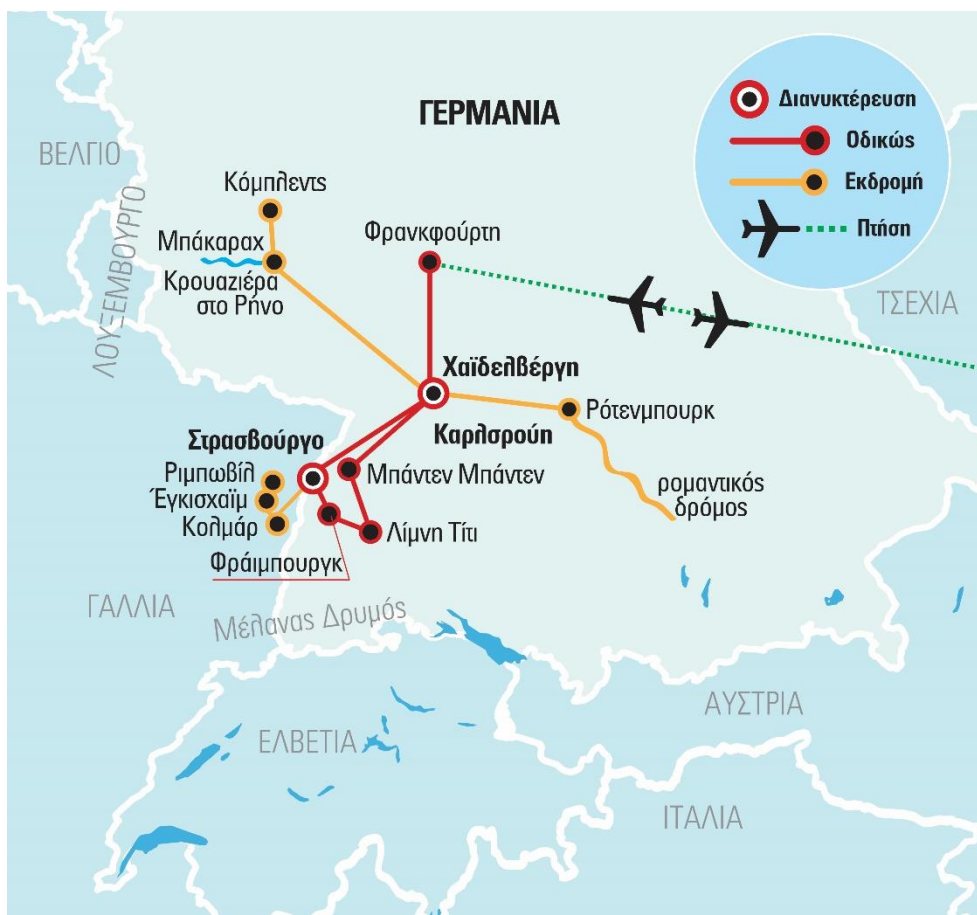 ΓΕΡΜΑΝΙΑ
Διανυκτέρευση
Οδικώς
Εκδρομή
Πτήση
ΒΕΛΓΙΟ
ΛΟΥΞΕΜΒΟΥΡΓΟ
Κόμπλεντς
Μπάκαραχ
Κρουαζιέρα
στο Ρήνο
Φρανκφούρτη
ΤΣΕΧΙΑ
Χαϊδελβέργη
Καρλσρούη
Ρότενμπουρκ
Στρασβούργο
Ριμπωβίλ
Έγκισχαϊμ
Κολμάρ
Μπάντεν Μπάντεν
Λίμνη Τίτι
ρομαντικός
δρόμος
Φράιμπουργκ
ΓΑΛΛΙΑ
Μέλανας Δρυμός
ΑΥΣΤΡΙΑ
ΕΛΒΕΤΙΑ
ΙΤΑΛΙΑ